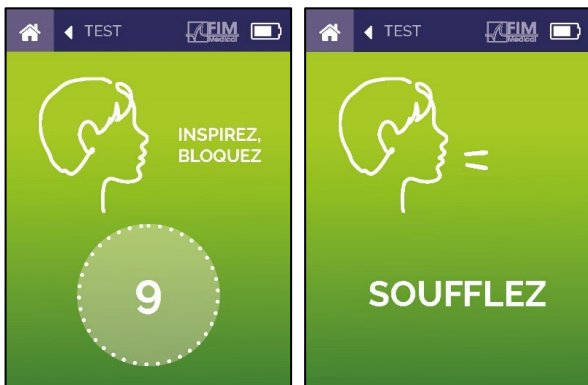 TEST
FIM
Medical
INSPIREZ,
BLOQUEZ
9
TEST
FIM
Medical
SOUFFLEZ